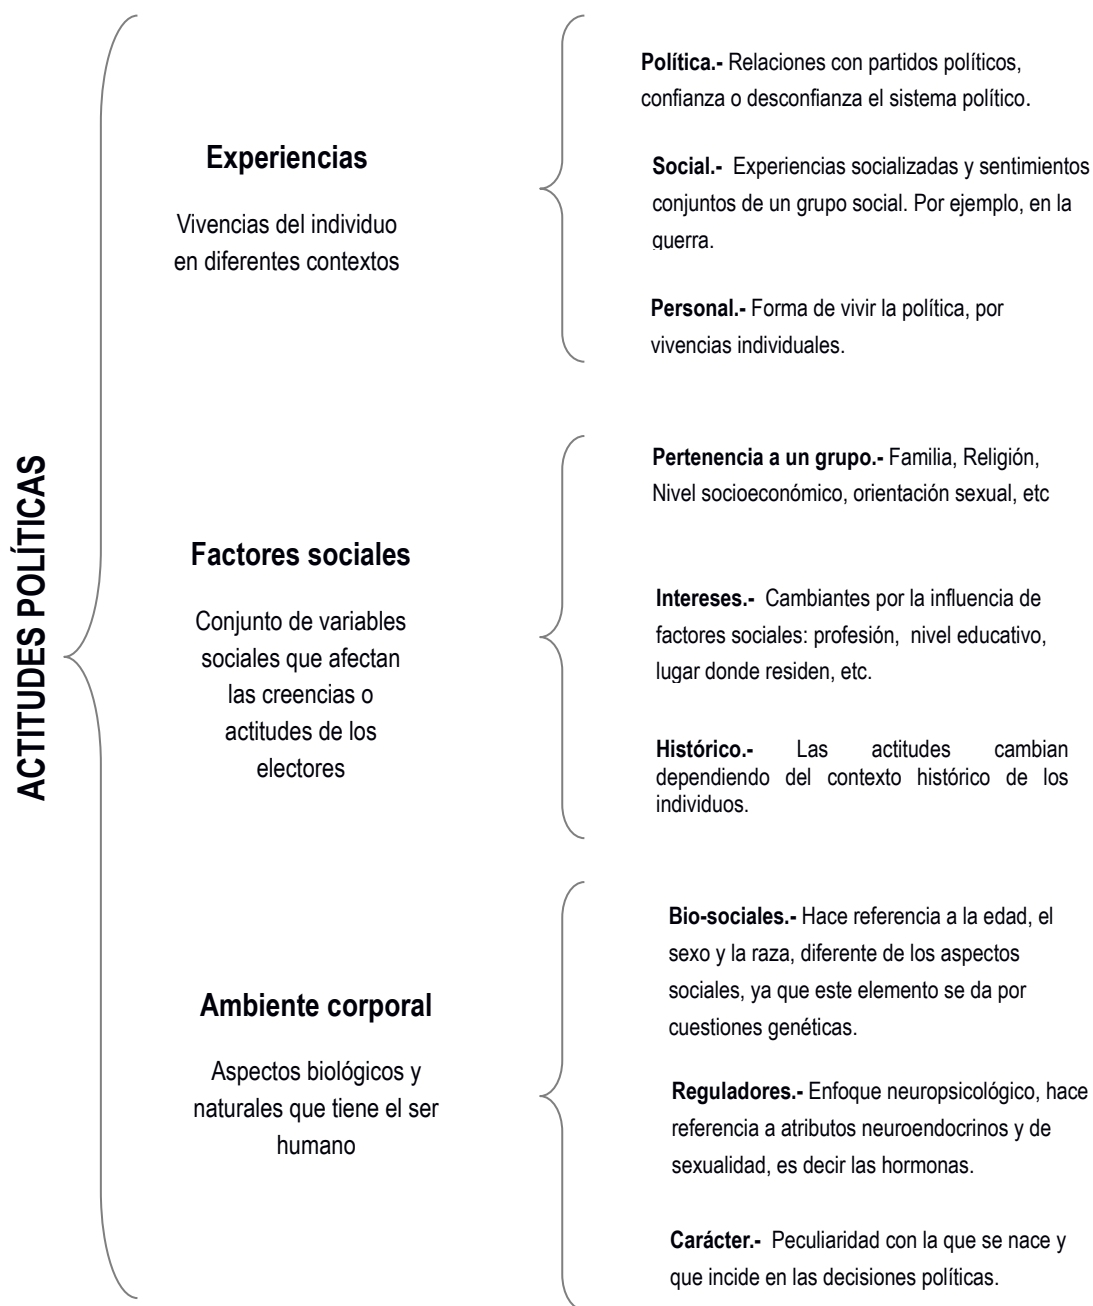 ACTITUDES POLÍTICAS
Experiencias
Vivencias del individuo
en diferentes contextos
Política.- Relaciones con partidos políticos,
confianza o desconfianza el sistema político.
Social.- Experiencias socializadas y sentimientos
conjuntos de un grupo social. Por ejemplo, en la
guerra.
Personal.- Forma de vivir la política, por
vivencias individuales.
Factores sociales
Conjunto de variables
sociales que afectan
las creencias o
actitudes de los
electores
Pertenencia a un grupo.- Familia, Religión,
Nivel socioeconómico, orientación sexual, etc
Intereses.- Cambiantes por la influencia de
factores sociales: profesión, nivel educativo,
lugar donde residen, etc.
Histórico.- Las actitudes cambian
dependiendo del contexto histórico de los
individuos.
Ambiente corporal
Aspectos biológicos y
naturales que tiene el ser
humano
Bio-sociales.- Hace referencia a la edad, el
sexo y la raza, diferente de los aspectos
sociales, ya que este elemento se da por
cuestiones genéticas.
Reguladores.- Enfoque neuropsicológico, hace
referencia a atributos neuroendocrinos y de
sexualidad, es decir las hormonas.
Carácter.- Peculiaridad con la que se nace y
que incide en las decisiones políticas.